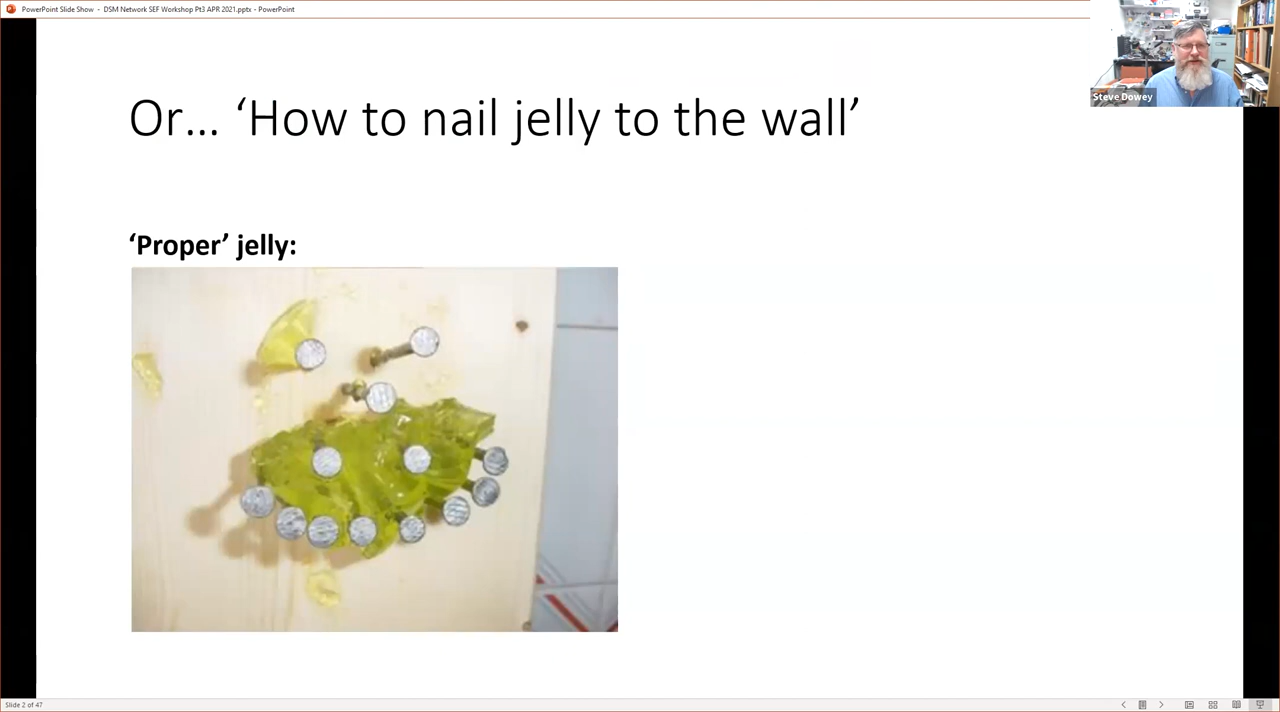 PowerPoint Slide Show - DSM Network SEF Workshop Pt3 APR 2021.pptx - PowerPoint
Steve Dowey
Or... ‘How to nail jelly to the wall’
‘Proper’ jelly:
Slide 2 of 47